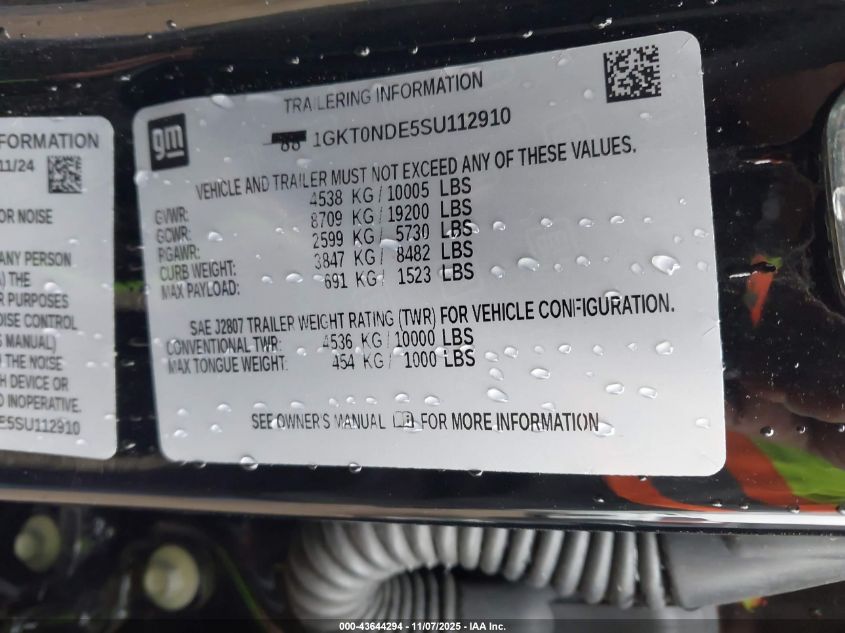 FORMATION
11/24
OR NOISE
ANY PERSON
) THE
R PURPOSES
OISE CONTROL
S MANUAL)
D THE NOISE
H DEVICE OR
D INOPERATIVE.
E5SU112910
gm
TRAILERING INFORMATION
1GKT0NDE5SU112910
VEHICLE AND TRAILER MUST NOT EXCEED ANY OF THESE VALUES.
GVWR: 4538 KG / 10005 LBS
GCWR: 8709 KG / 19200 LBS
RGAWR: 2599 KG / 5730 LBS
CURB WEIGHT: 3847 KG / 8482 LBS
MAX PAYLOAD: 691 KG / 1523 LBS
SAE J2807 TRAILER WEIGHT RATING (TWR) FOR VEHICLE CONFIGURATION.
CONVENTIONAL TWR: 4536 KG / 10000 LBS
MAX TONGUE WEIGHT: 454 KG / 1000 LBS
SEE OWNER'S MANUAL FOR MORE INFORMATION
000-43644294 - 11/07/2025 - IAA Inc.